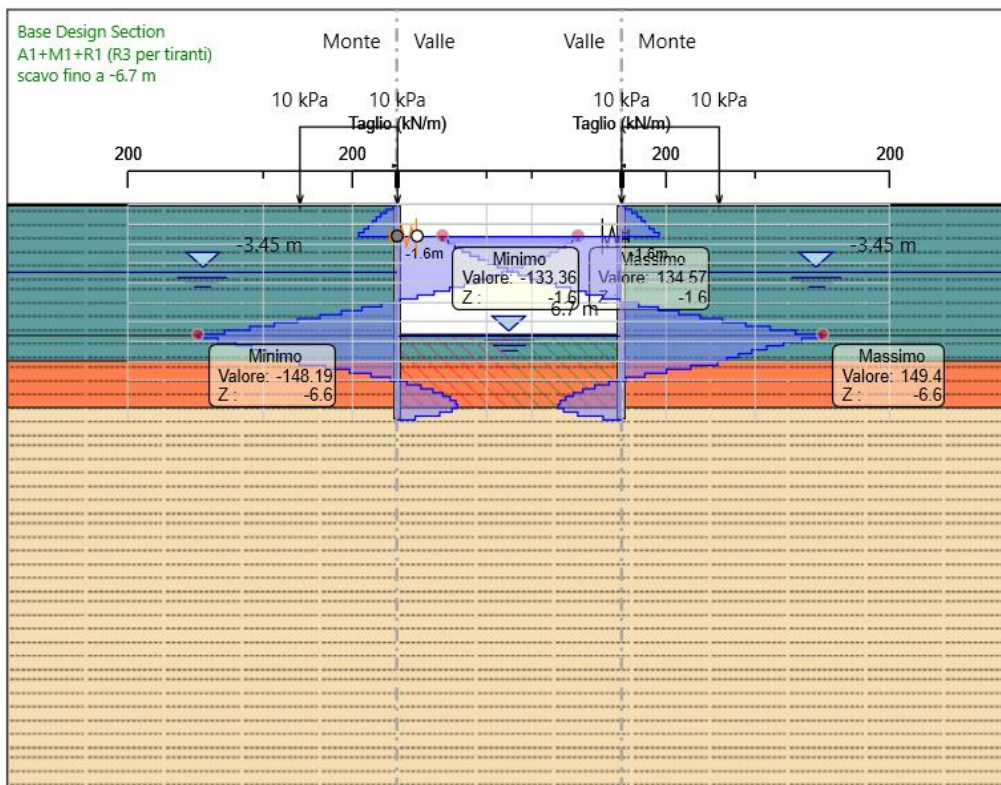 Base Design Section
A1+M1+R1 (R3 per tiranti)
scavo fino a -6.7 m
Monte Valle Valle Monte
10 kPa 10 kPa 10 kPa 10 kPa
Taglio (kN/m) Taglio (kN/m)
200 200 200 200
-3.45 m -3.45 m
-1.6m -1.6m
Minimo
Valore: -133.36
Z : -1.6
Massimo
Valore: 134.57
Z : -1.6
6.7 m
Minimo
Valore: -148.19
Z : -6.6
Massimo
Valore: 149.4
Z : -6.6